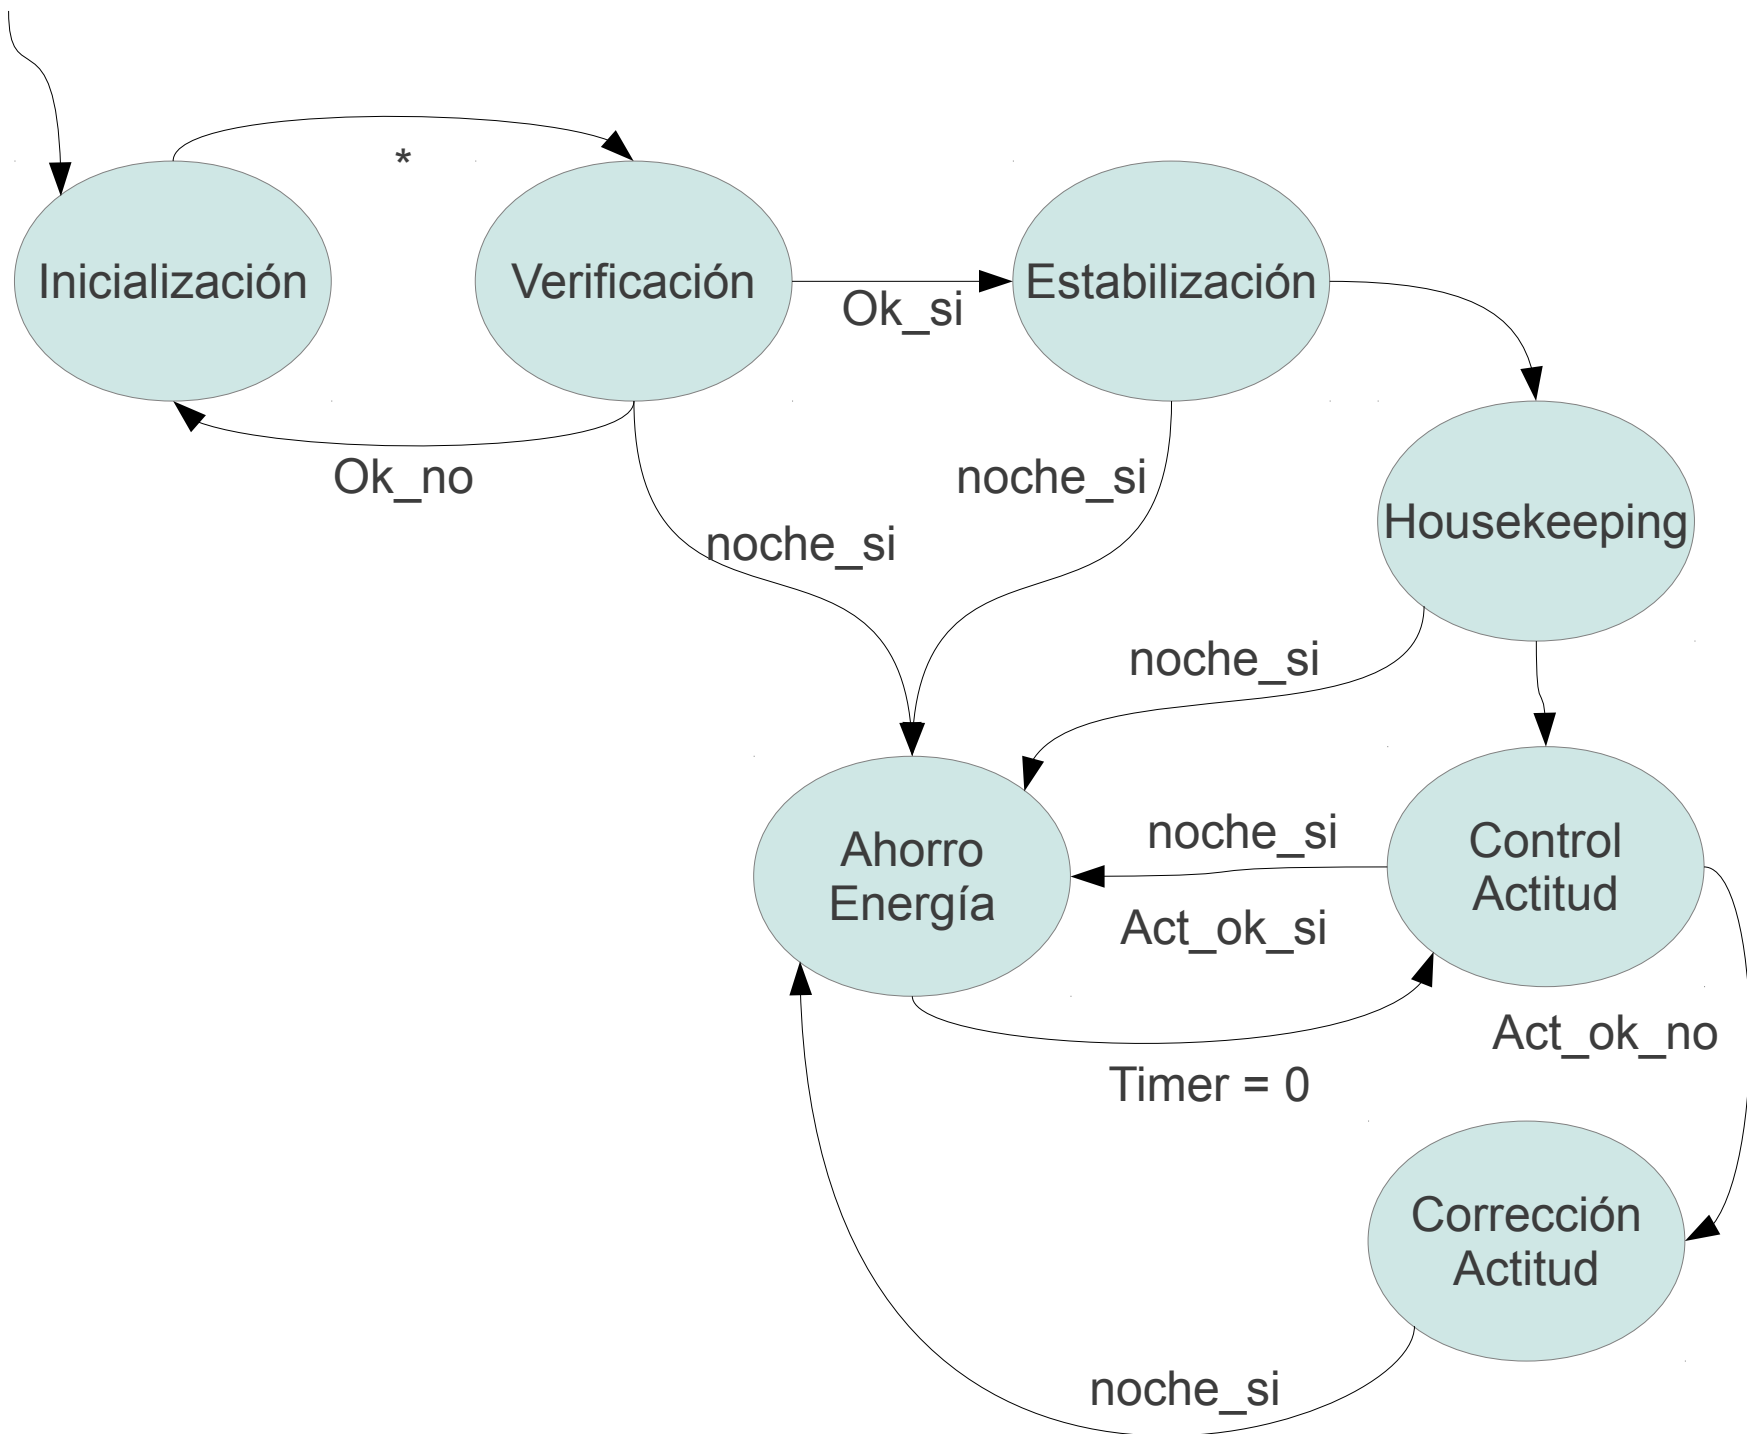 *
Inicialización
Verificación
Estabilización
Ok_si
Ok_no
noche_si
noche_si
Housekeeping
noche_si
Ahorro
Energía
noche_si
Act_ok_si
Control
Actitud
Timer = 0
Act_ok_no
Corrección
Actitud
noche_si